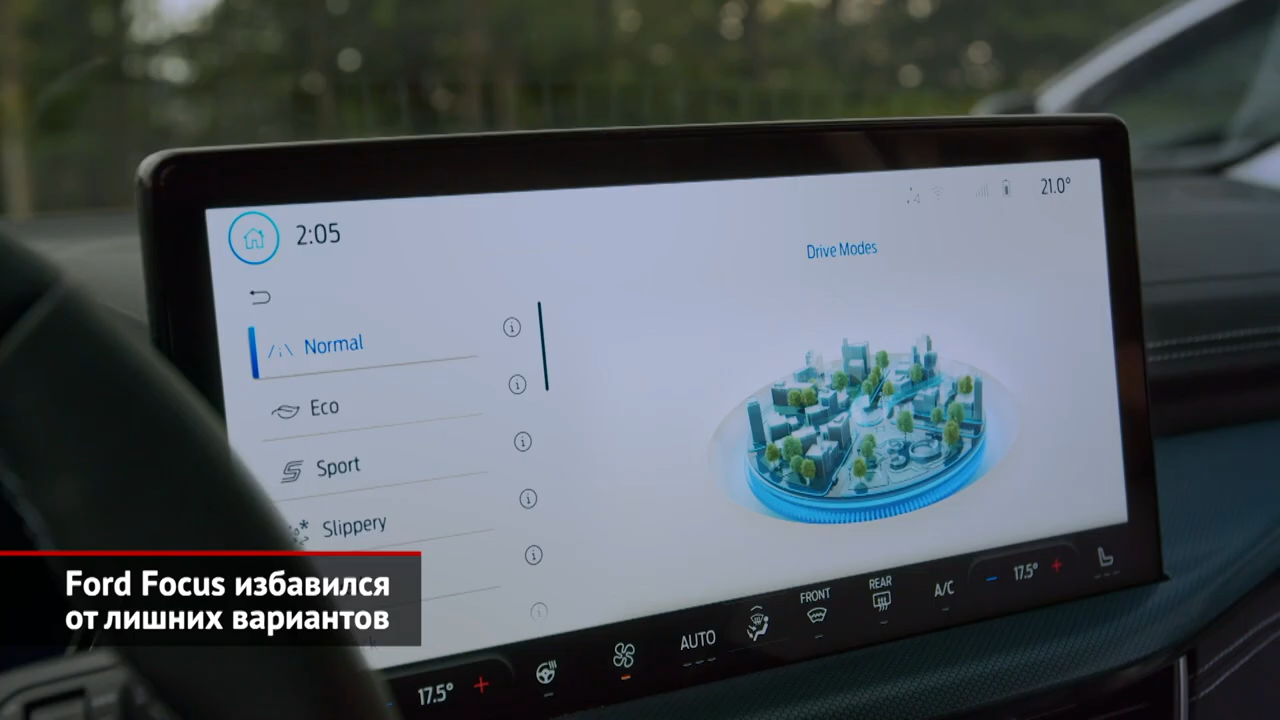 2:05
21.0°
Drive Modes
Normal
Eco
Sport
Slippery
Ford Focus избавился
от лишних вариантов
17.5°
AUTO
FRONT
REAR
A/C
17.5°